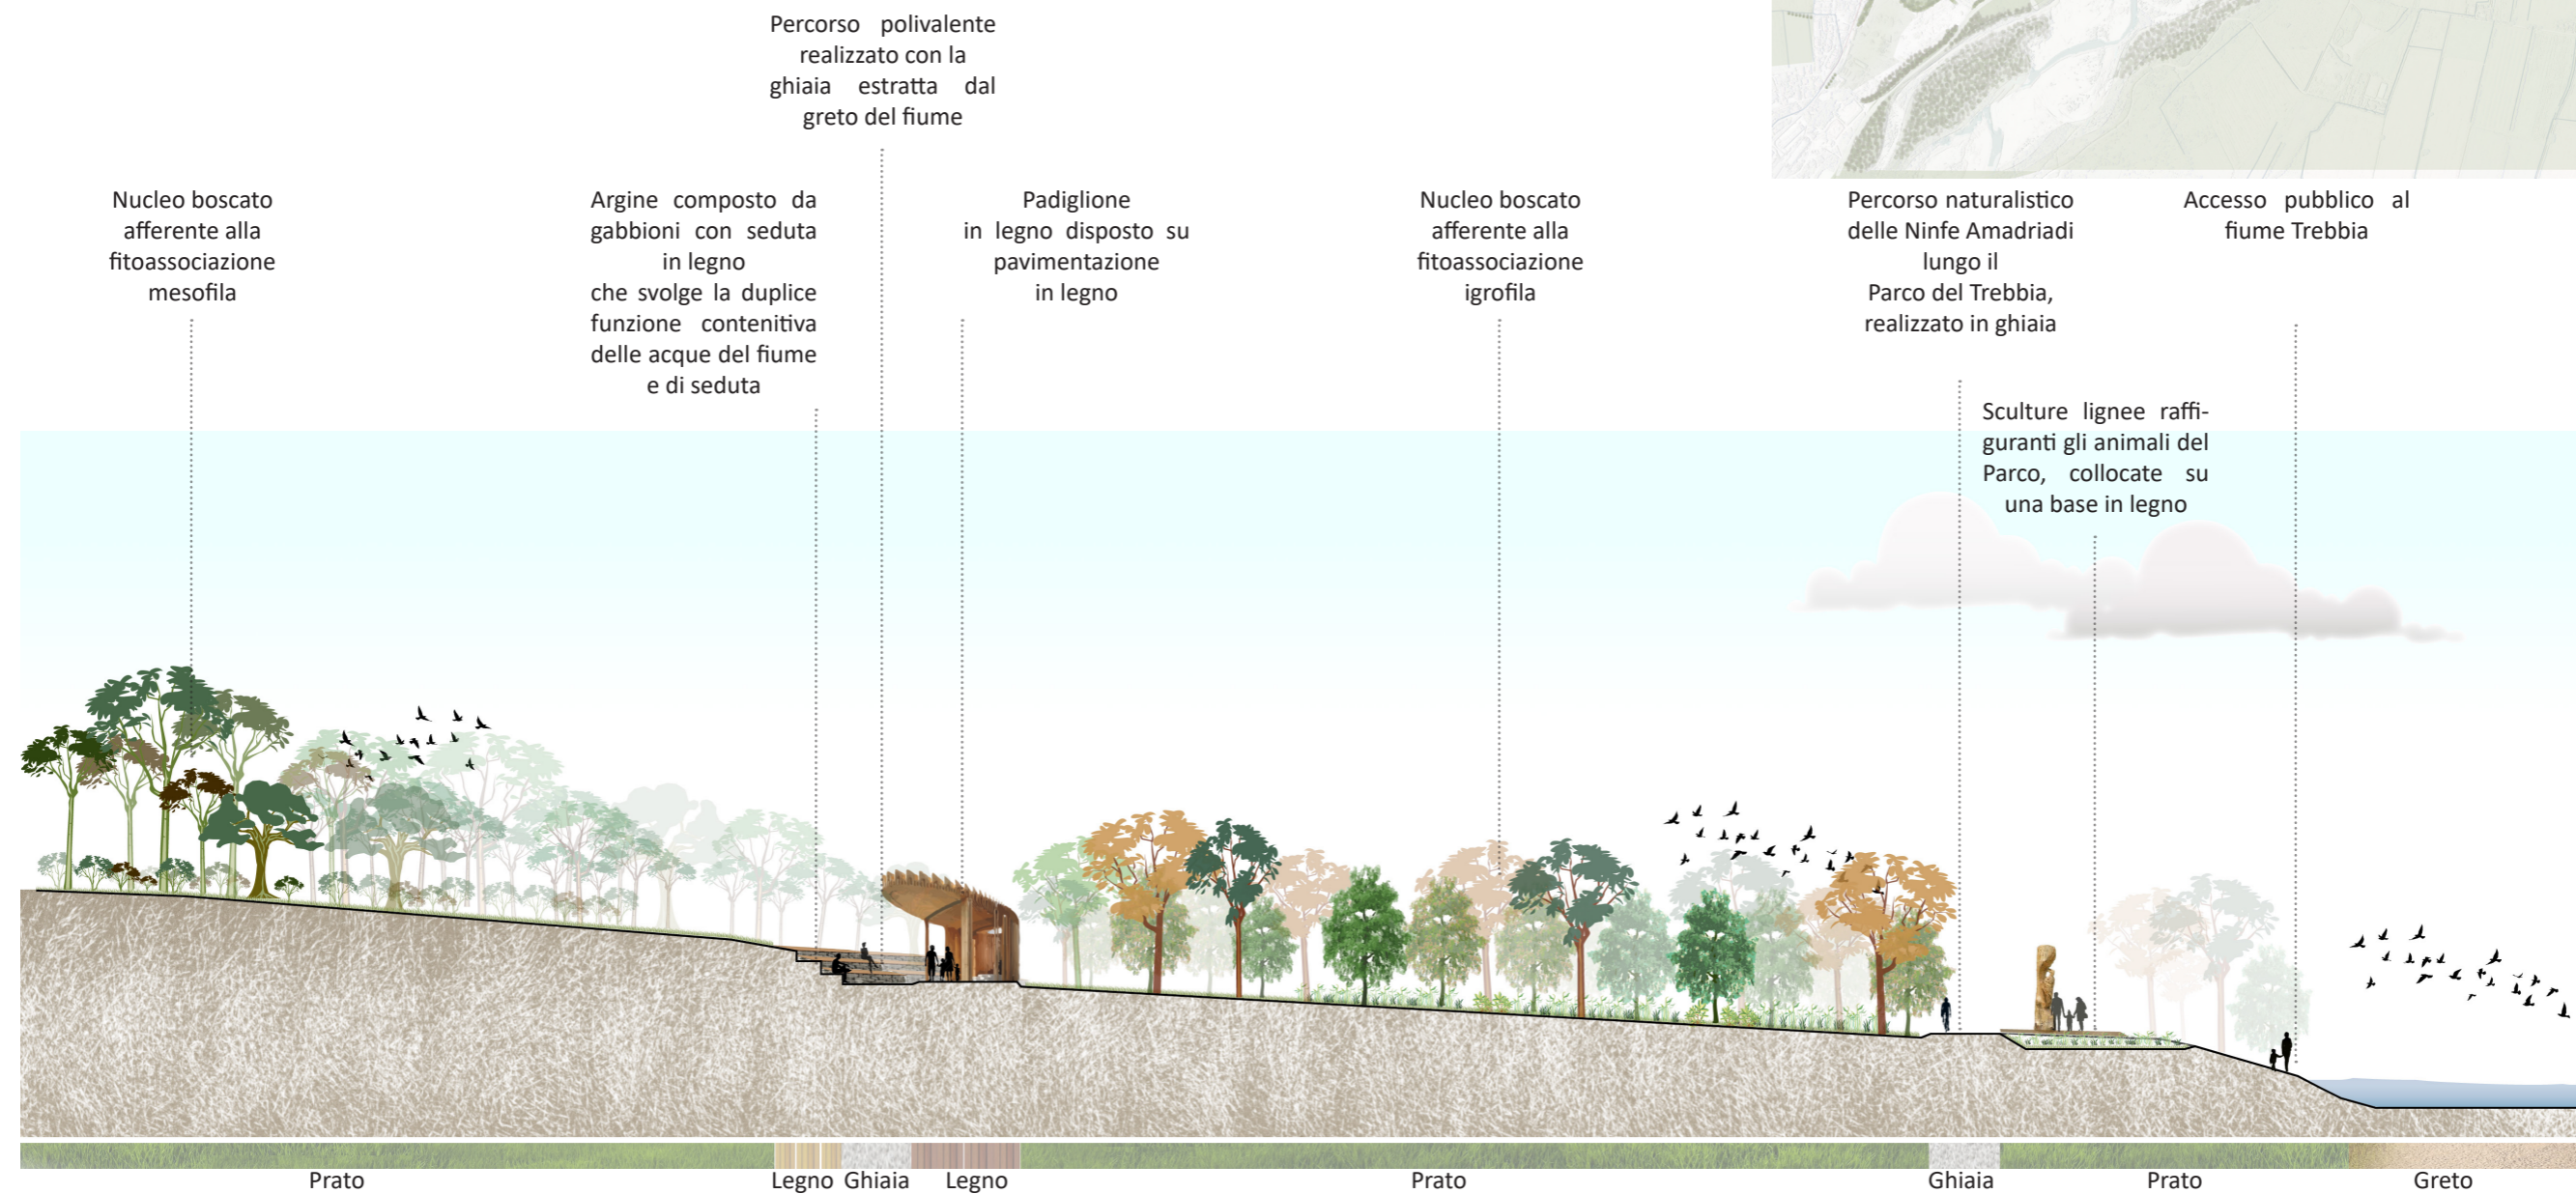 Percorso polivalente
realizzato con la
ghiaia estratta dal
greto del fiume
Nucleo boscato
afferente alla
fitoassociazione
mesofila
Argine composto da
gabbioni con seduta
in legno
che svolge la duplice
funzione contenitiva
delle acque del fiume
e di seduta
Padiglione
in legno disposto su
pavimentazione
in legno
Nucleo boscato
afferente alla
fitoassociazione
igrofila
Percorso naturalistico
delle Ninfe Amadriadi
lungo il
Parco del Trebbia,
realizzato in ghiaia
Accesso pubblico al
fiume Trebbia
Sculture lignee raffi-
guranti gli animali del
Parco, collocate su
una base in legno
Prato
Legno
Ghiaia
Legno
Prato
Ghiaia
Prato
Greto